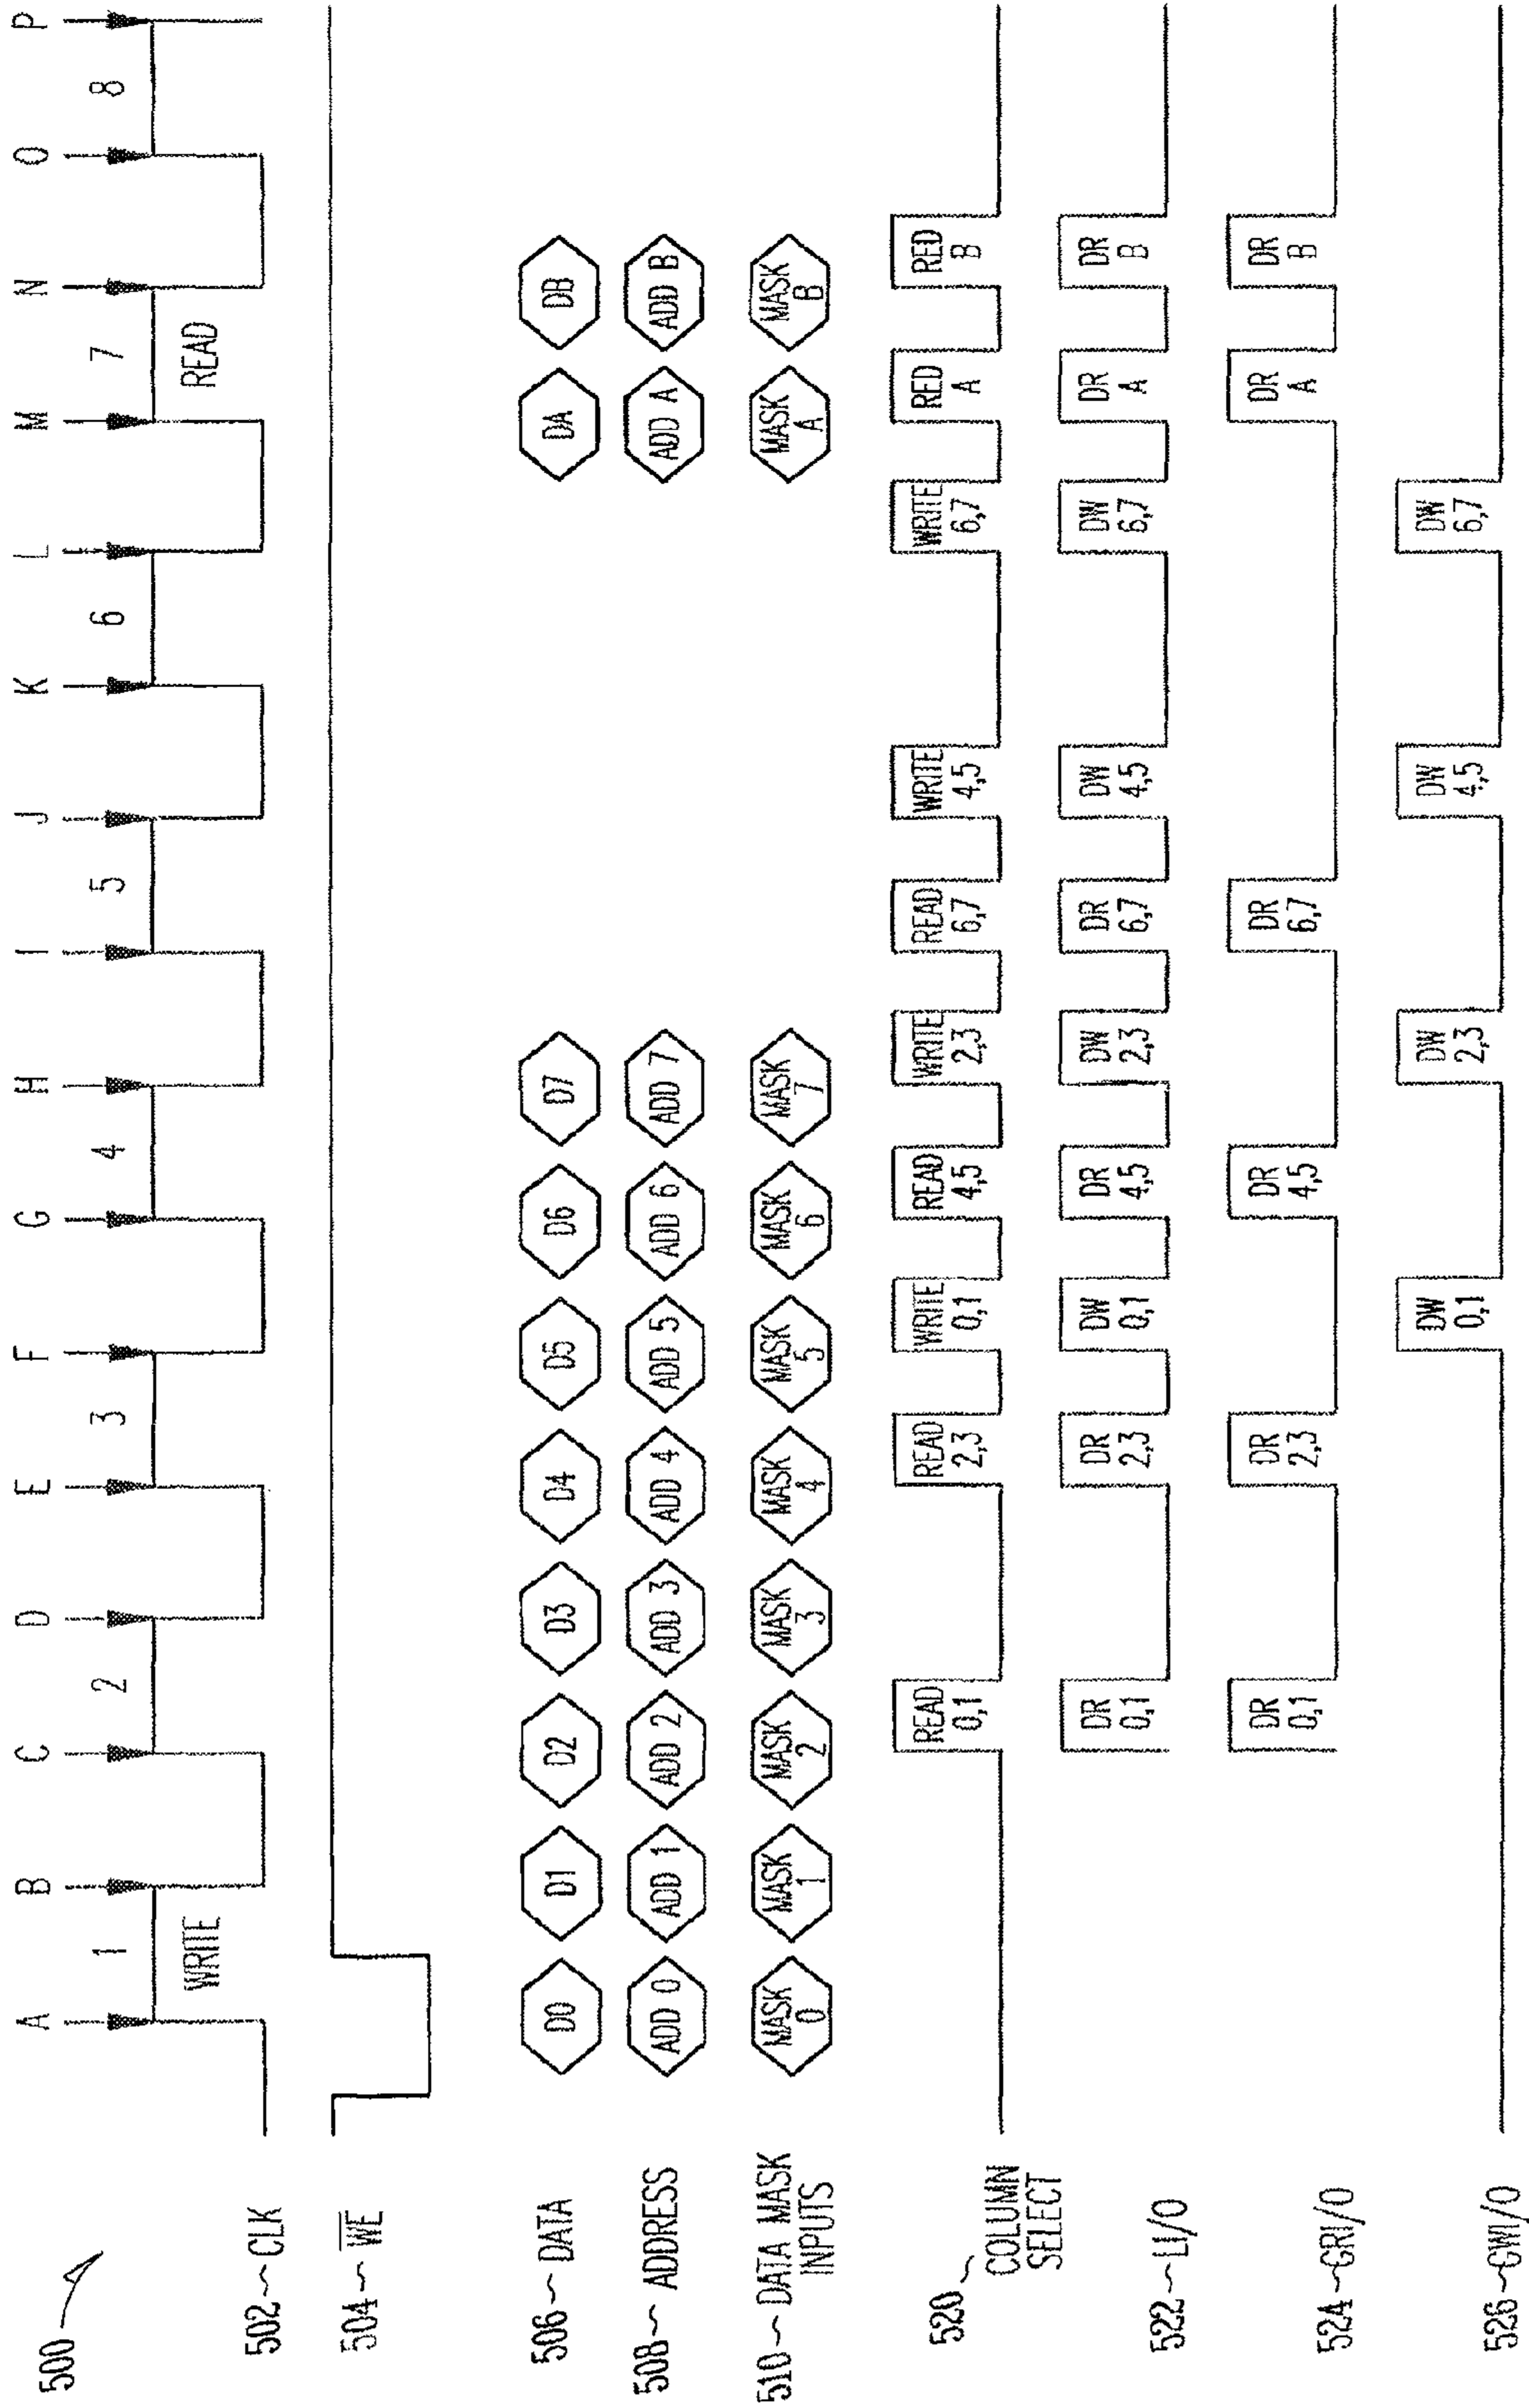 500
A B C D E F G H I J K L M N O P
1 2 3 4 5 6 7 8
WRITE READ
502 ~ CLK
504 ~ W̅E̅
506 ~ DATA
D0 D1 D2 D3 D4 D5 D6 D7 DA DB
508 ~ ADDRESS
ADD 0 ADD 1 ADD 2 ADD 3 ADD 4 ADD 5 ADD 6 ADD 7 ADD A ADD B
510 ~ DATA MASK
INPUTS
MASK MASK MASK MASK MASK MASK MASK MASK MASK MASK
0 1 2 3 4 5 6 7 A B
520 ~
COLUMN
SELECT
READ READ WRITE READ WRITE READ WRITE WRITE RED RED
0,1 2,3 0,1 4,5 2,3 6,7 4,5 6,7 A B
522 ~ LI/O
DR DR DW DR DW DR DW DW DR DR
0,1 2,3 0,1 4,5 2,3 6,7 4,5 6,7 A B
524 ~ GRI/O
DR DR DR DR DR DR
0,1 2,3 4,5 6,7 A B
526 ~ GWI/O
DW DW DW DW
0,1 2,3 4,5 6,7